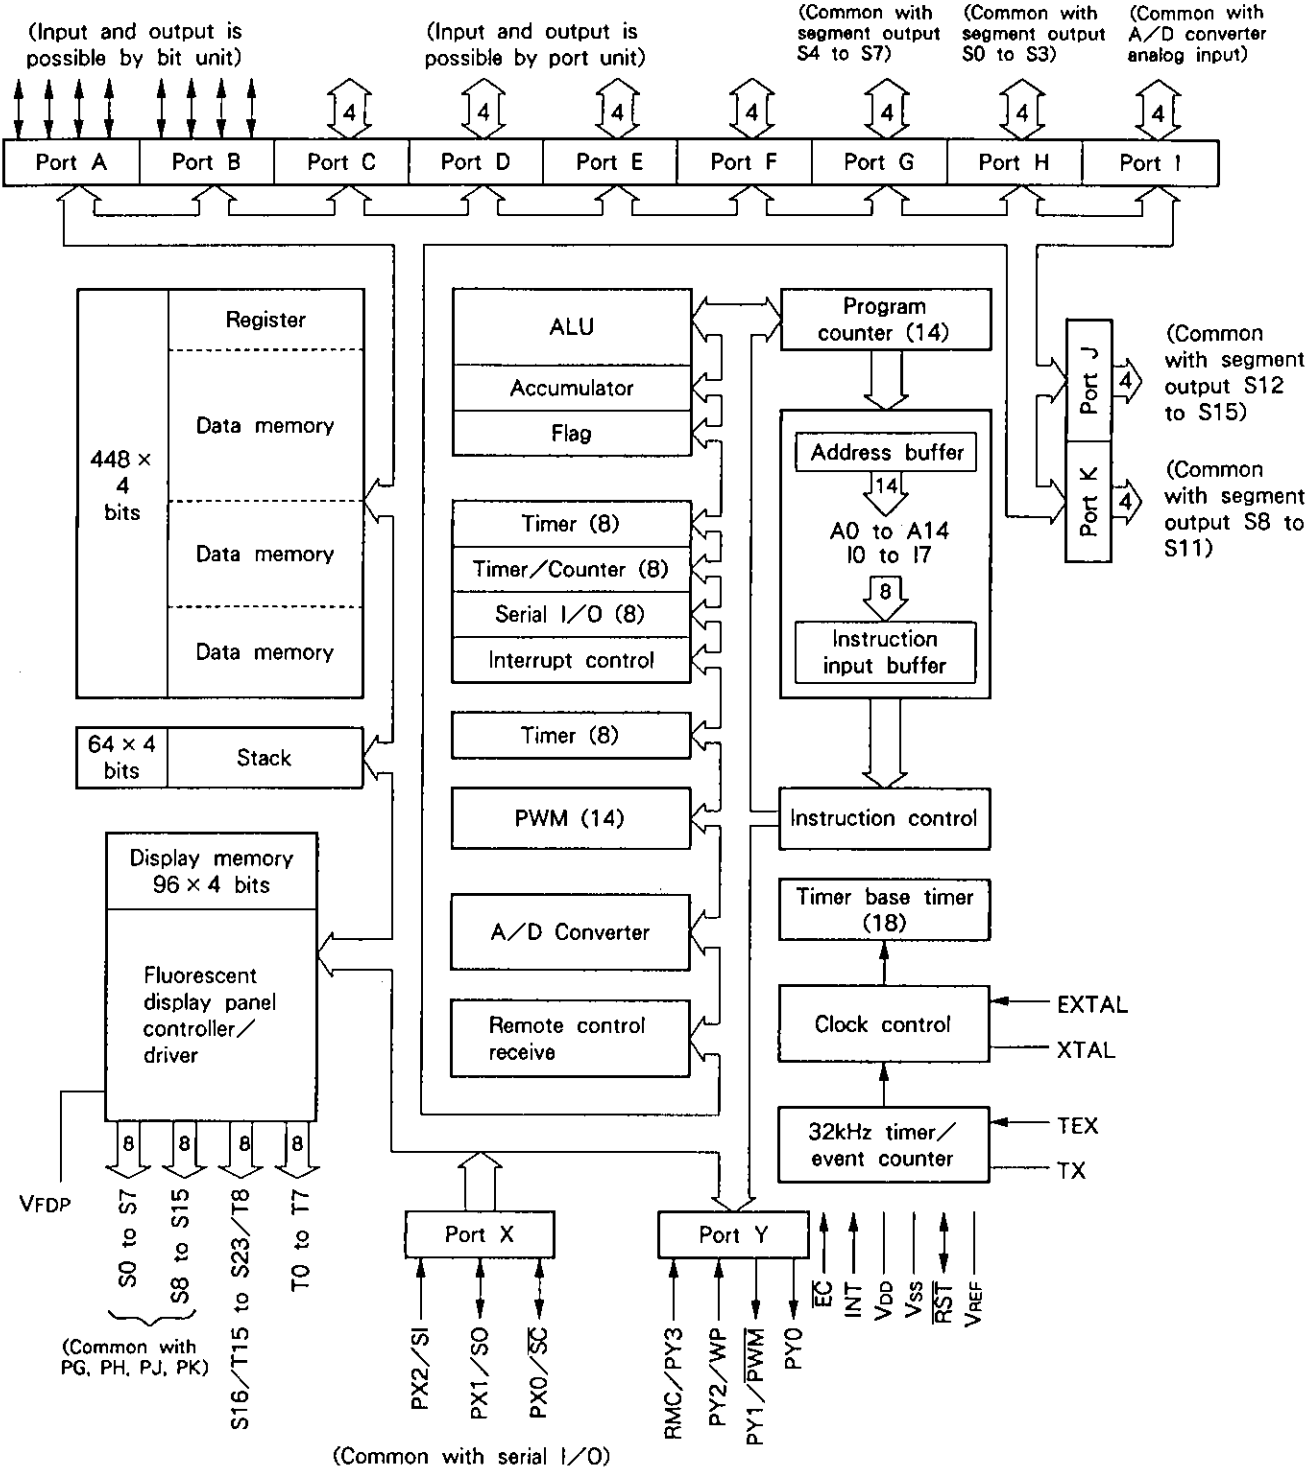 (Input and output is
possible by bit unit)
(Input and output is
possible by port unit)
(Common with
segment output
S4 to S7)
(Common with
segment output
S0 to S3)
(Common with
A/D converter
analog input)
4
4
4
4
4
4
4
Port A
Port B
Port C
Port D
Port E
Port F
Port G
Port H
Port I
448 ×
4
bits
Register
Data memory
Data memory
Data memory
64 × 4
bits
Stack
Display memory
96 × 4 bits
Fluorescent
display panel
controller/
driver
8
8
8
8
VFDP
S0 to S7
S8 to S15
S16/T15 to S23/T8
T0 to T7
(Common with
PG, PH, PJ, PK)
ALU
Accumulator
Flag
Timer (8)
Timer/Counter (8)
Serial I/O (8)
Interrupt control
Timer (8)
PWM (14)
A/D Converter
Remote control
receive
Program
counter (14)
Address buffer
14
A0 to A14
I0 to I7
8
Instruction
input buffer
Instruction control
Timer base timer
(18)
Clock control
EXTAL
XTAL
32kHz timer/
event counter
TEX
TX
Port J
4
(Common
with segment
output S12
to S15)
Port K
4
(Common
with segment
output S8 to
S11)
Port X
PX2/SI
PX1/SO
PX0/SC
(Common with serial I/O)
Port Y
RMC/PY3
PY2/WP
PY1/PWM
PY0
EC
INT
VDD
VSS
RST
VREF